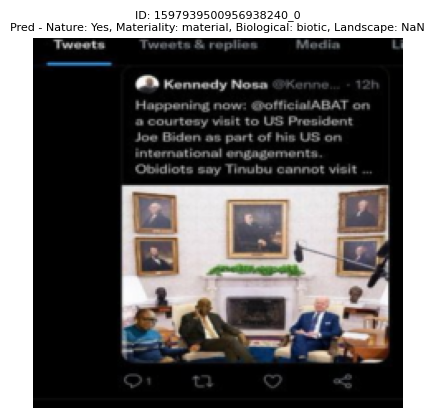 ID: 1597939500956938240_0
Pred - Nature: Yes, Materiality: material, Biological: biotic, Landscape: NaN
Tweets Tweets & replies Media Li
Kennedy Nosa @Kenne... · 12h
Happening now: @officialABAT on
a courtesy visit to US President
Joe Biden as part of his US on
international engagements.
Obidiots say Tinubu cannot visit ...
1